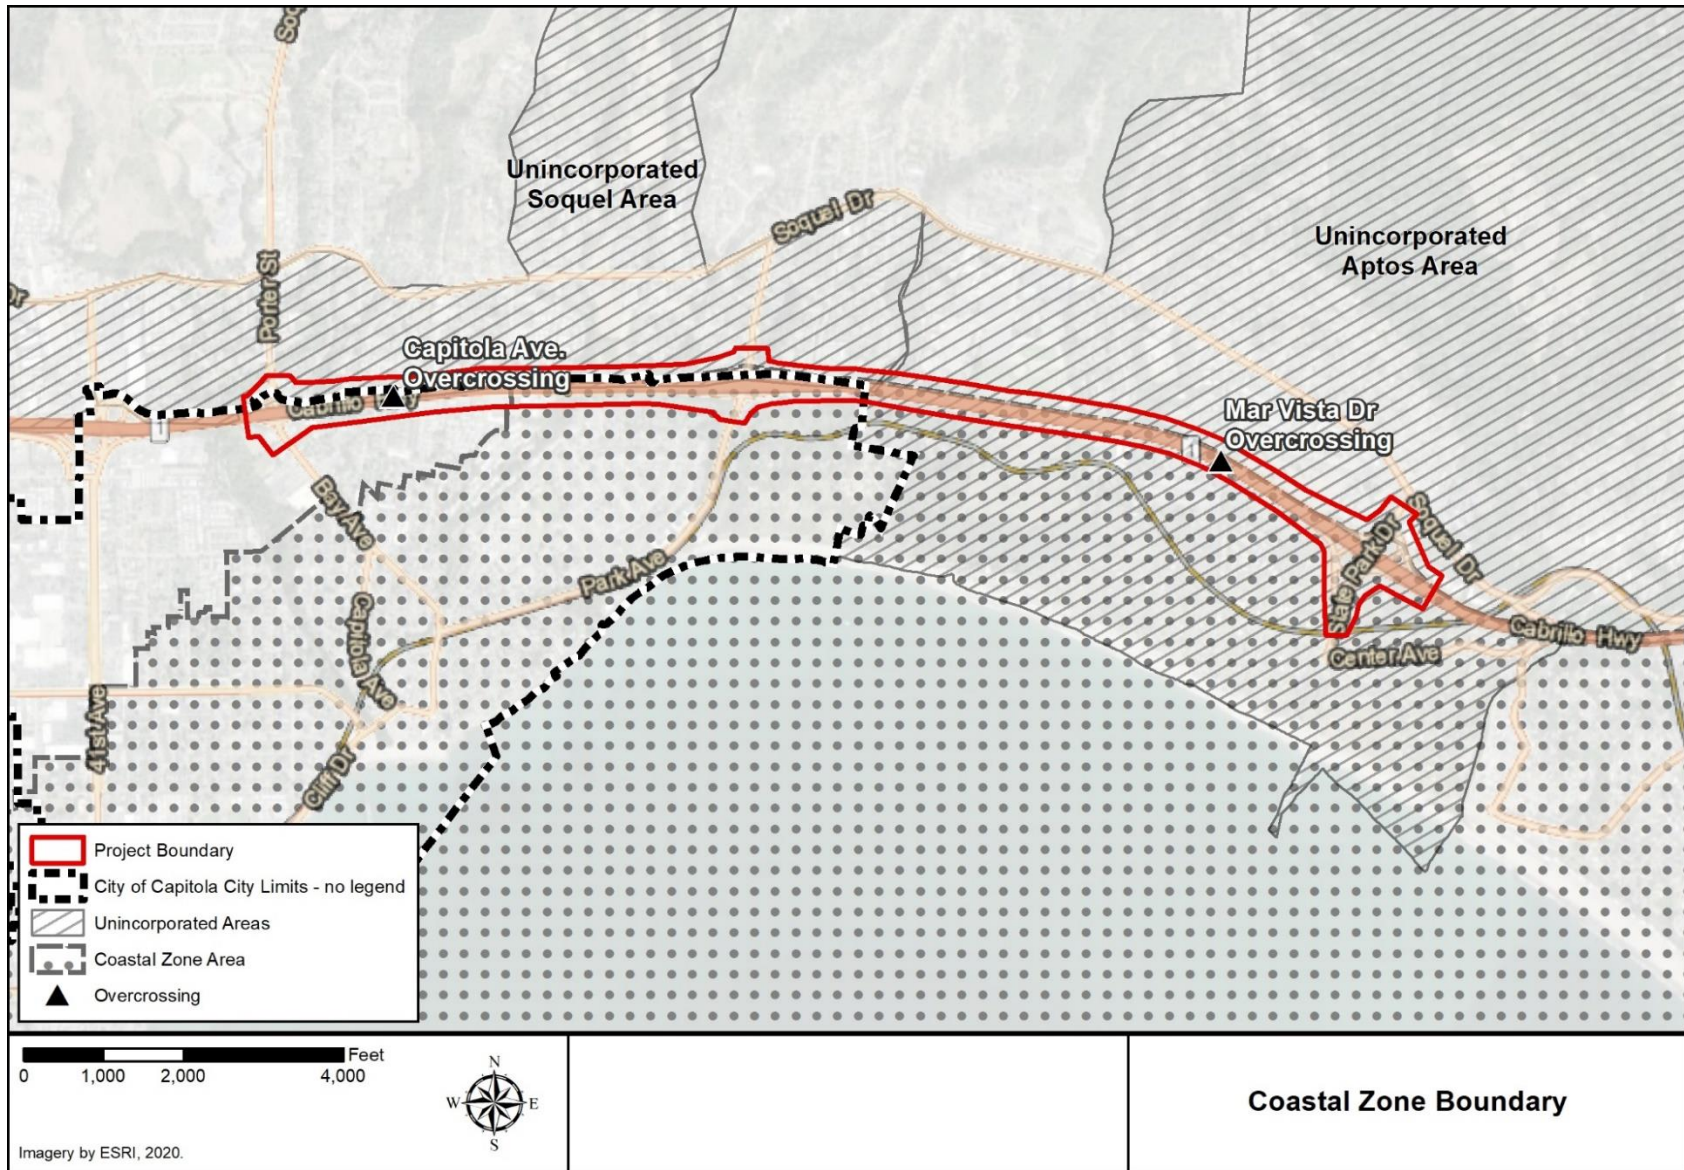 Soq
Unincorporated
Soquel Area
Soquel Dr
Unincorporated
Aptos Area
Dr
Porter St
Capitola Ave.
Overcrossing
Cabrillo Hwy
1
Mar Vista Dr
Overcrossing
1
Bay Ave
Soquel Dr
State Park Dr
Park Ave
Capitola Ave
Cabrillo Hwy
Center Ave
41st Ave
Cliff Dr
Project Boundary
City of Capitola City Limits - no legend
Unincorporated Areas
Coastal Zone Area
Overcrossing
Feet
0 1,000 2,000 4,000
N
W E
S
Imagery by ESRI, 2020.
Coastal Zone Boundary